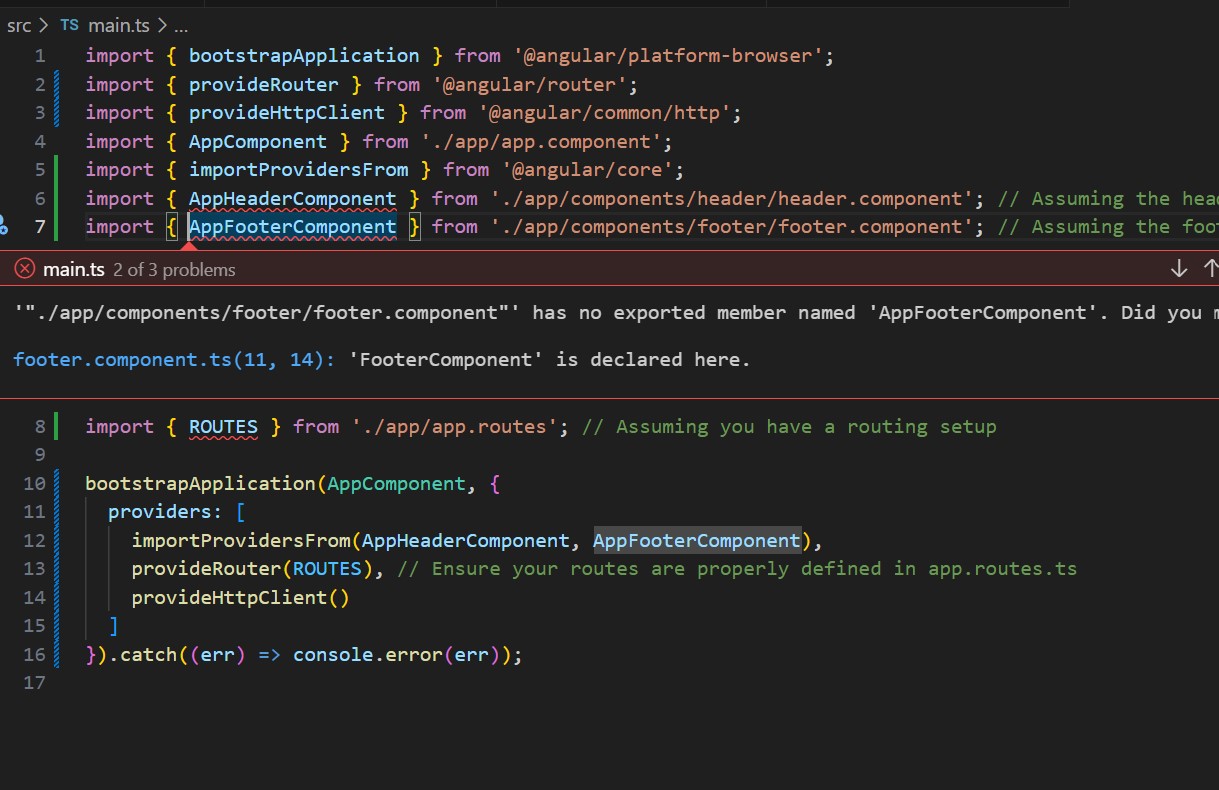 src > TS main.ts > ...
1 import { bootstrapApplication } from '@angular/platform-browser';
2 import { provideRouter } from '@angular/router';
3 import { provideHttpClient } from '@angular/common/http';
4 import { AppComponent } from './app/app.component';
5 import { importProvidersFrom } from '@angular/core';
6 import { AppHeaderComponent } from './app/components/header/header.component'; // Assuming the
7 import { AppFooterComponent } from './app/components/footer/footer.component'; // Assuming the
main.ts 2 of 3 problems
'"./app/components/footer/footer.component"' has no exported member named 'AppFooterComponent'. Did you
footer.component.ts(11, 14): 'FooterComponent' is declared here.
8 import { ROUTES } from './app/app.routes'; // Assuming you have a routing setup
9
10 bootstrapApplication(AppComponent, {
11 providers: [
12 importProvidersFrom(AppHeaderComponent, AppFooterComponent),
13 provideRouter(ROUTES), // Ensure your routes are properly defined in app.routes.ts
14 provideHttpClient()
15 ]
16 }).catch((err) => console.error(err));
17